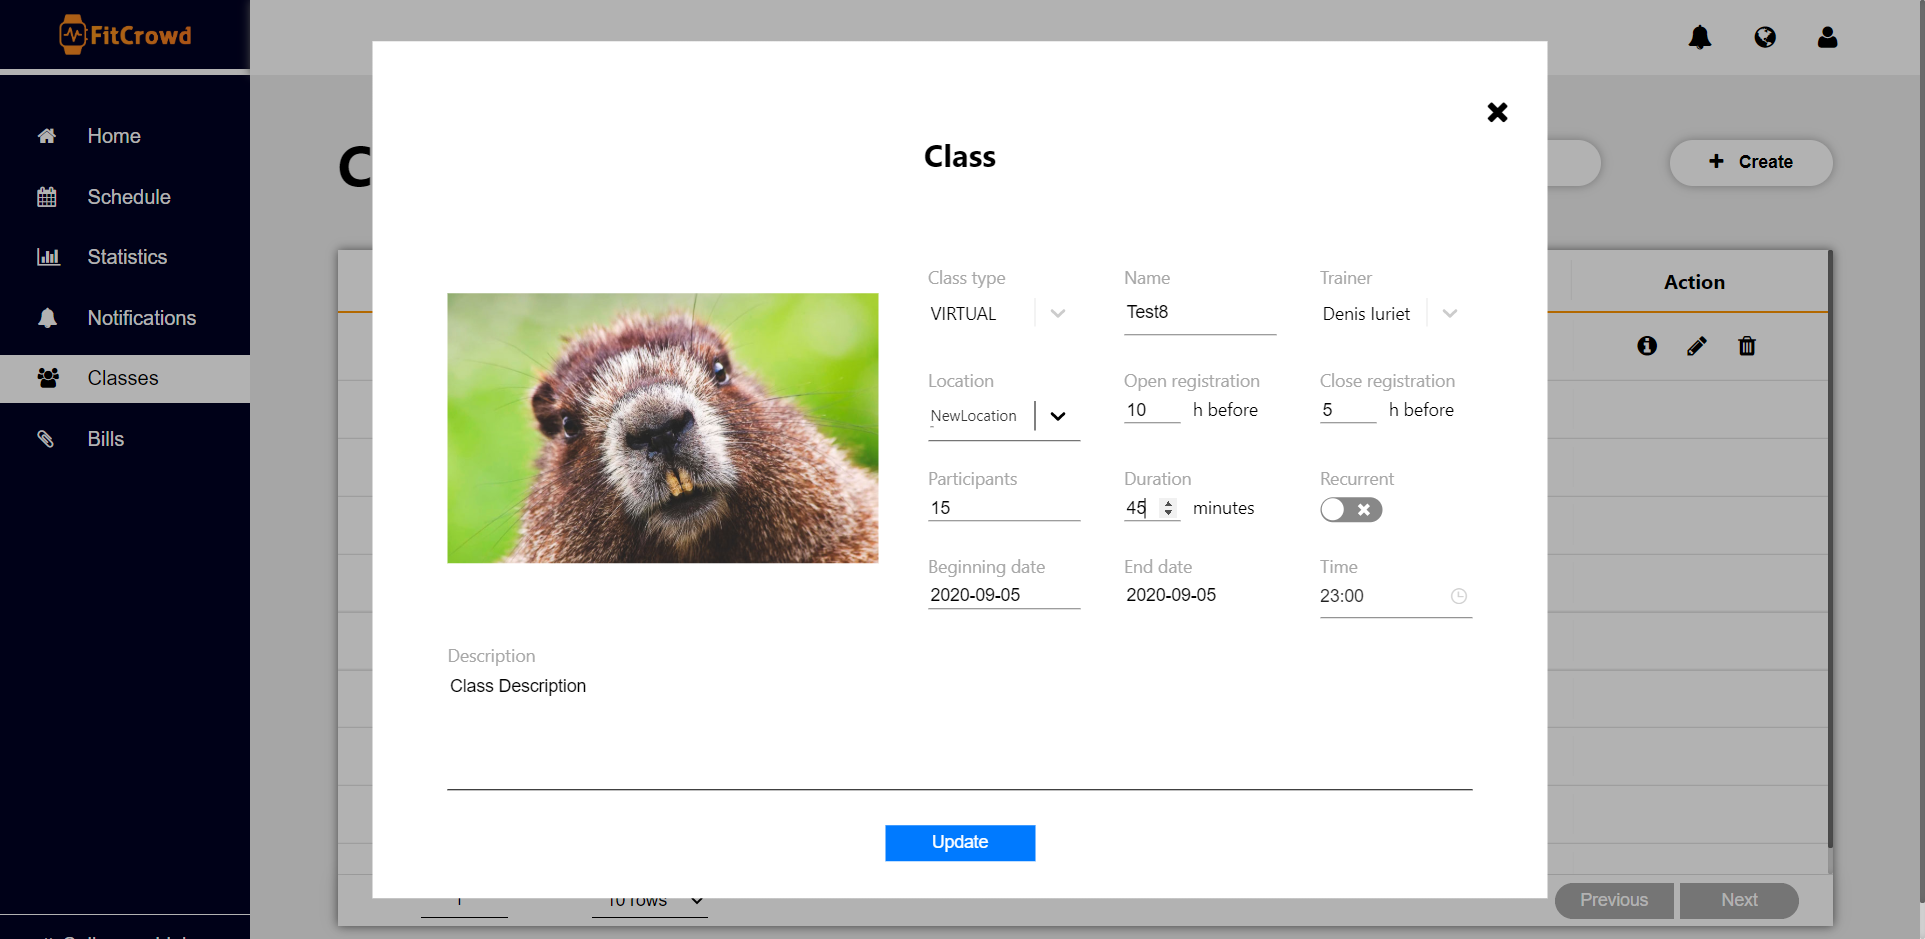 FitCrowd
Home
Schedule
Statistics
Notifications
Classes
Bills
C
Create
Action
Class
Class type
Name
Trainer
VIRTUAL
Test8
Denis Iuriet
Location
Open registration
Close registration
NewLocation
10 h before
5 h before
Participants
Duration
Recurrent
15
45 minutes
Beginning date
End date
Time
2020-09-05
2020-09-05
23:00
Description
Class Description
Update
1
10 rows
Previous
Next